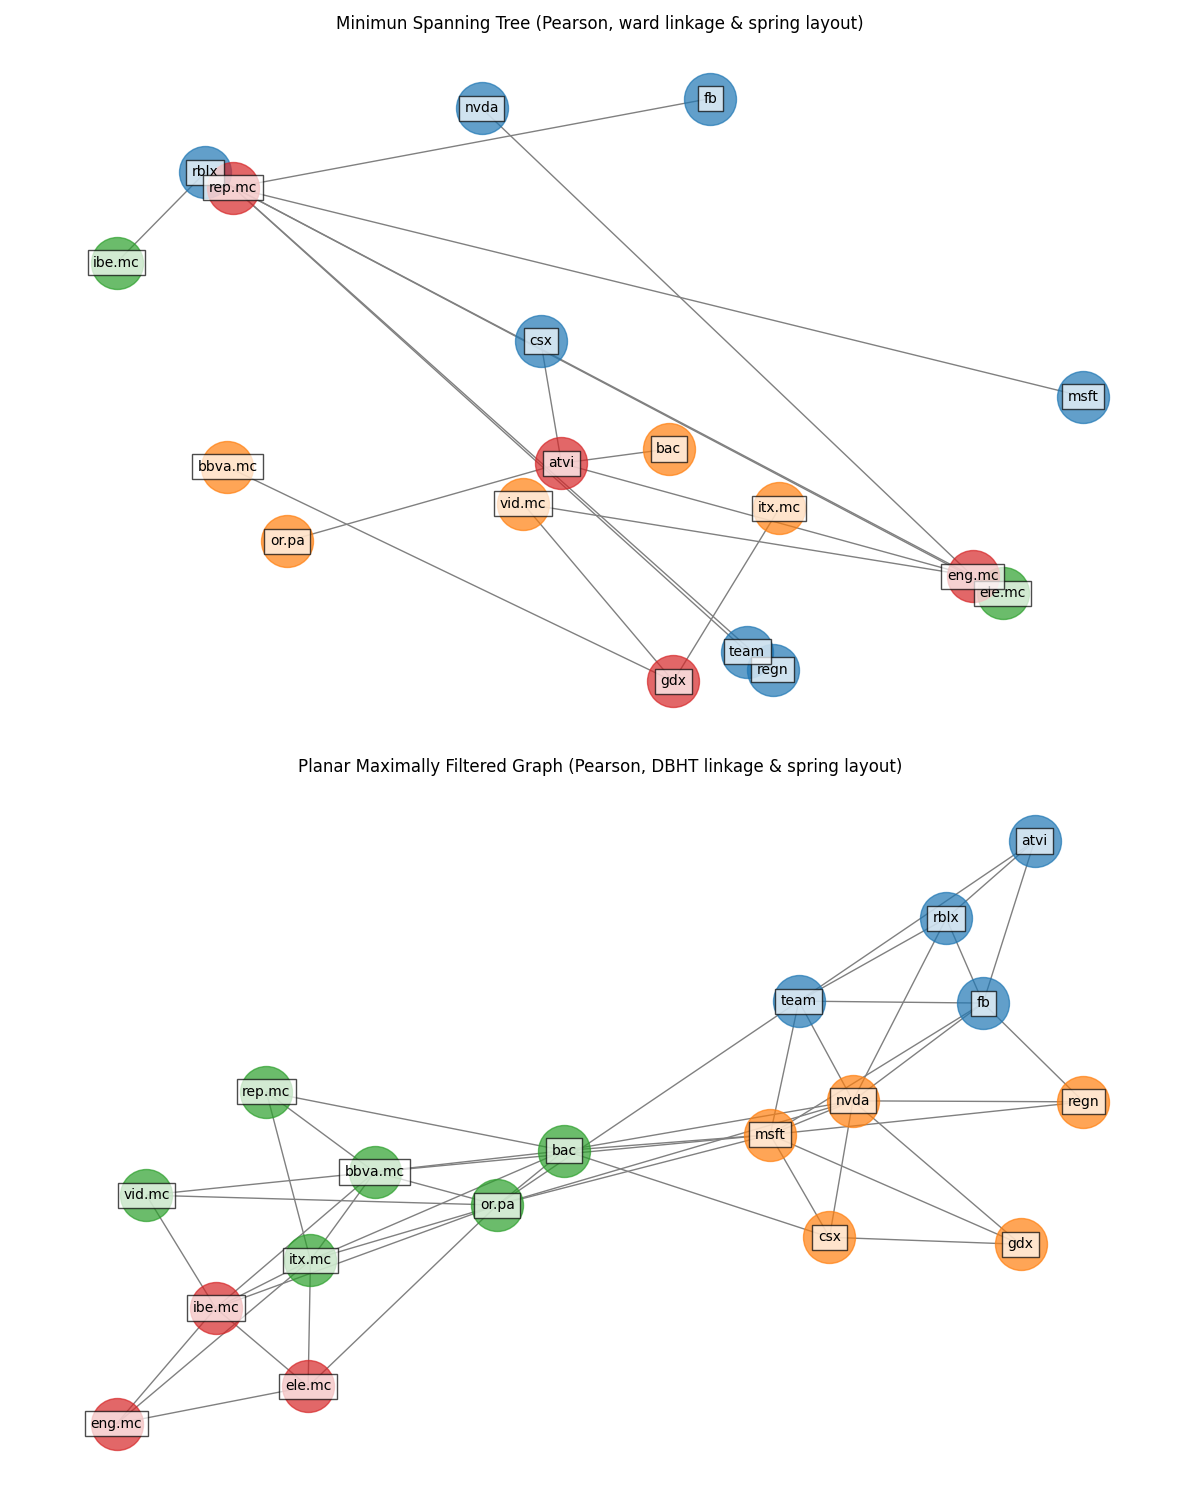 Minimun Spanning Tree (Pearson, ward linkage & spring layout)
fb
nvda
rblx
rep.mc
ibe.mc
csx
msft
bac
atvi
bbva.mc
vid.mc
itx.mc
or.pa
eng.mc
ele.mc
team
regn
gdx
Planar Maximally Filtered Graph (Pearson, DBHT linkage & spring layout)
atvi
rblx
team
fb
rep.mc
nvda
regn
msft
bac
bbva.mc
vid.mc
or.pa
csx
gdx
itx.mc
ibe.mc
ele.mc
eng.mc